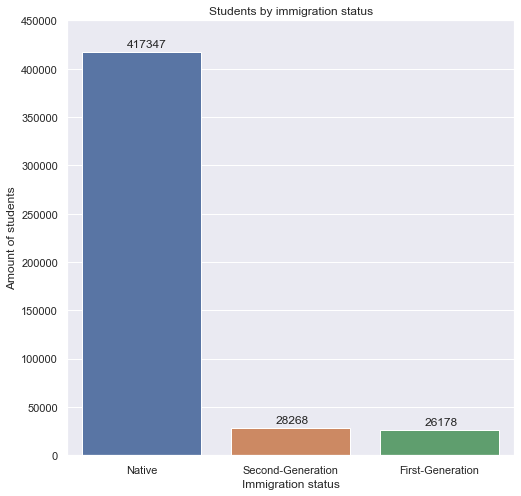 Students by immigration status
450000
400000
350000
300000
250000
200000
150000
100000
50000
0
Amount of students
417347
28268
26178
Native
Second-Generation
First-Generation
Immigration status